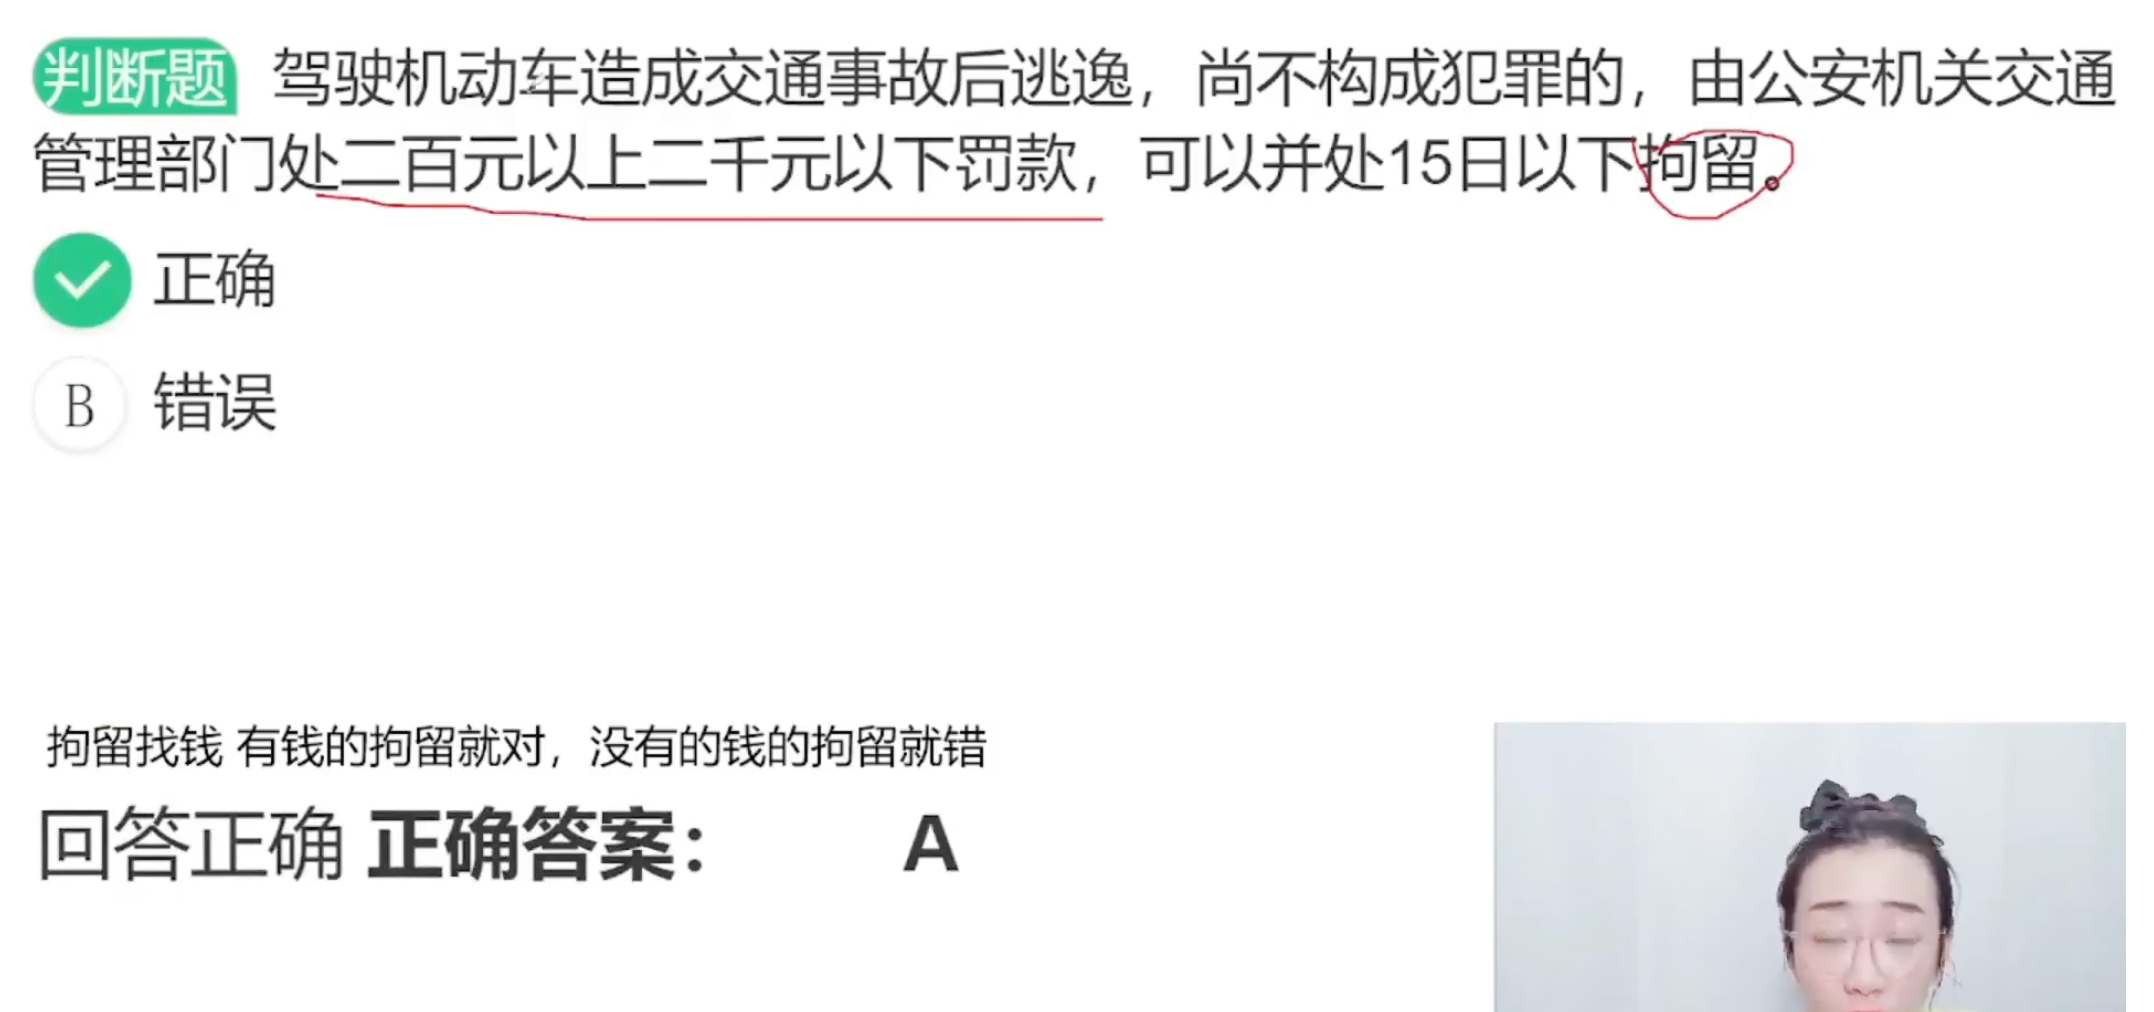 判断题 驾驶机动车造成交通事故后逃逸，尚不构成犯罪的，由公安机关交通
管理部门处二百元以上二千元以下罚款，可以并处15日以下拘留。
正确
B 错误
拘留找钱 有钱的拘留就对，没有的钱的拘留就错
回答正确 正确答案： A